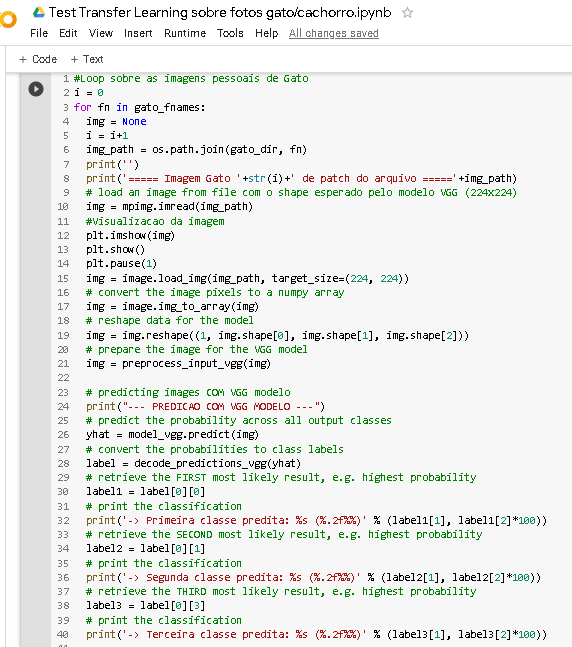 Test Transfer Learning sobre fotos gato/cachorro.ipynb
File Edit View Insert Runtime Tools Help All changes saved
+ Code + Text
1 #Loop sobre as imagens pessoais de Gato
2 i = 0
3 for fn in gato_fnames:
4 img = None
5 i = i+1
6 img_path = os.path.join(gato_dir, fn)
7 print('')
8 print('===== Imagem Gato '+str(i)+' de patch do arquivo ====='+img_path)
9 # load an image from file com o shape esperado pelo modelo VGG (224x224)
10 img = mpimg.imread(img_path)
11 #Visualizacao da imagem
12 plt.imshow(img)
13 plt.show()
14 plt.pause(1)
15 img = image.load_img(img_path, target_size=(224, 224))
16 # convert the image pixels to a numpy array
17 img = image.img_to_array(img)
18 # reshape data for the model
19 img = img.reshape((1, img.shape[0], img.shape[1], img.shape[2]))
20 # prepare the image for the VGG model
21 img = preprocess_input_vgg(img)
22
23 # predicting images COM VGG modelo
24 print("--- PREDICAO COM VGG MODELO ---")
25 # predict the probability across all output classes
26 yhat = model_vgg.predict(img)
27 # convert the probabilities to class labels
28 label = decode_predictions_vgg(yhat)
29 # retrieve the FIRST most likely result, e.g. highest probability
30 label1 = label[0][0]
31 # print the classification
32 print('-> Primeira classe predita: %s (%.2f%%)' % (label1[1], label1[2]*100))
33 # retrieve the SECOND most likely result, e.g. highest probability
34 label2 = label[0][1]
35 # print the classification
36 print('-> Segunda classe predita: %s (%.2f%%)' % (label2[1], label2[2]*100))
37 # retrieve the THIRD most likely result, e.g. highest probability
38 label3 = label[0][3]
39 # print the classification
40 print('-> Terceira classe predita: %s (%.2f%%)' % (label3[1], label3[2]*100))